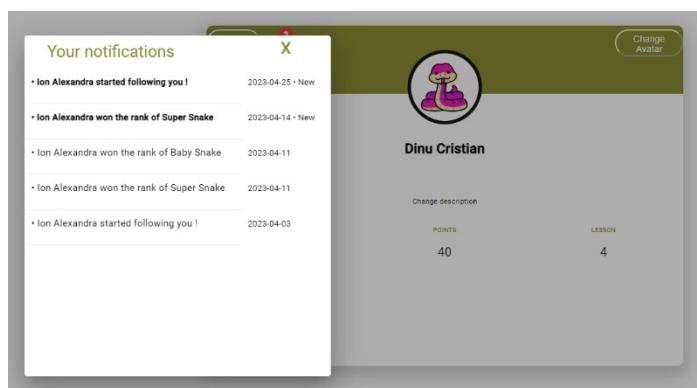 Your notifications X
• Ion Alexandra started following you ! 2023-04-25 • New
• Ion Alexandra won the rank of Super Snake 2023-04-14 • New
• Ion Alexandra won the rank of Baby Snake 2023-04-11
• Ion Alexandra won the rank of Super Snake 2023-04-11
• Ion Alexandra started following you ! 2023-04-03
Change
Avatar
Dinu Cristian
Change description
POINTS LESSON
40 4